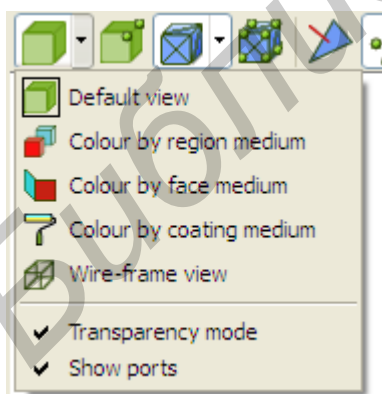 Default view
Colour by region medium
Colour by face medium
Colour by coating medium
Wire-frame view
Transparency mode
Show ports
Библи